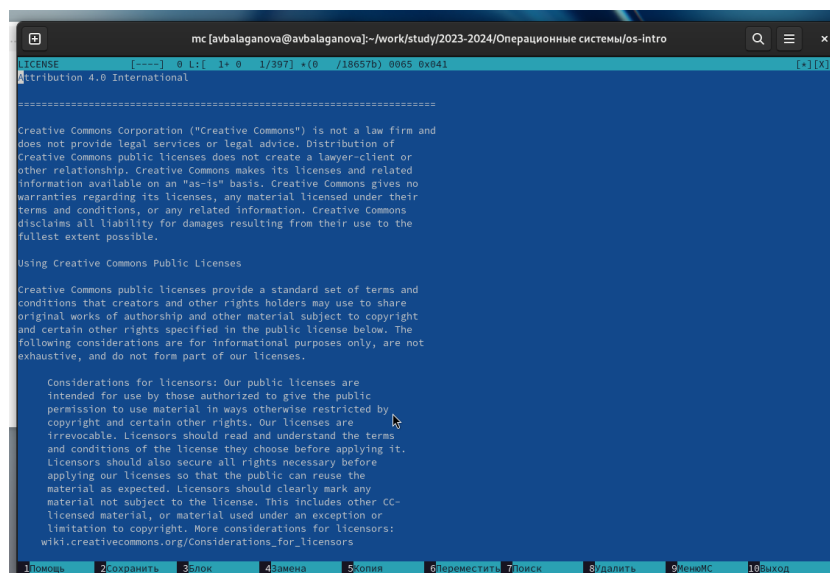 mc [avbalaganova@avbalaganova]:~/work/study/2023-2024/Операционные системы/os-intro
LICENSE [----] 0 L:[ 1+ 0 1/397] *(0 /18657b) 0065 0x041 [*][X]
Attribution 4.0 International
=======================================================================
Creative Commons Corporation ("Creative Commons") is not a law firm and
does not provide legal services or legal advice. Distribution of
Creative Commons public licenses does not create a lawyer-client or
other relationship. Creative Commons makes its licenses and related
information available on an "as-is" basis. Creative Commons gives no
warranties regarding its licenses, any material licensed under their
terms and conditions, or any related information. Creative Commons
disclaims all liability for damages resulting from their use to the
fullest extent possible.
Using Creative Commons Public Licenses
Creative Commons public licenses provide a standard set of terms and
conditions that creators and other rights holders may use to share
original works of authorship and other material subject to copyright
and certain other rights specified in the public license below. The
following considerations are for informational purposes only, are not
exhaustive, and do not form part of our licenses.
Considerations for licensors: Our public licenses are
intended for use by those authorized to give the public
permission to use material in ways otherwise restricted by
copyright and certain other rights. Our licenses are
irrevocable. Licensors should read and understand the terms
and conditions of the license they choose before applying it.
Licensors should also secure all rights necessary before
applying our licenses so that the public can reuse the
material as expected. Licensors should clearly mark any
material not subject to the license. This includes other CC-
licensed material, or material used under an exception or
limitation to copyright. More considerations for licensors:
wiki.creativecommons.org/Considerations_for_licensors
1Помощь 2Сохранить 3Блок 4Замена 5Копия 6Переместить 7Поиск 8Удалить 9МенюMC 10Выход